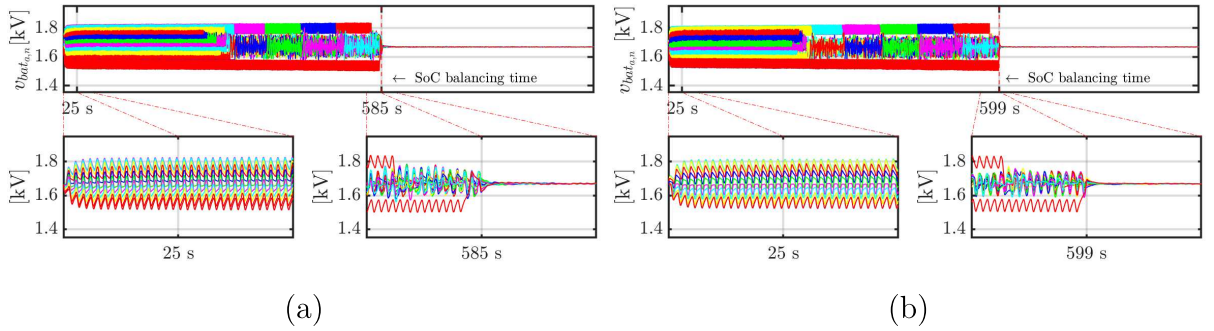 v_{bat_{a,n}} [kV]
1.8
1.6
1.4
← SoC balancing time
25 s
585 s
[kV]
1.8
1.6
1.4
25 s
585 s
(a)
v_{bat_{a,n}} [kV]
1.8
1.6
1.4
← SoC balancing time
25 s
599 s
[kV]
1.8
1.6
1.4
[kV]
1.8
1.6
1.4
25 s
599 s
(b)
[kV]
1.8
1.6
1.4